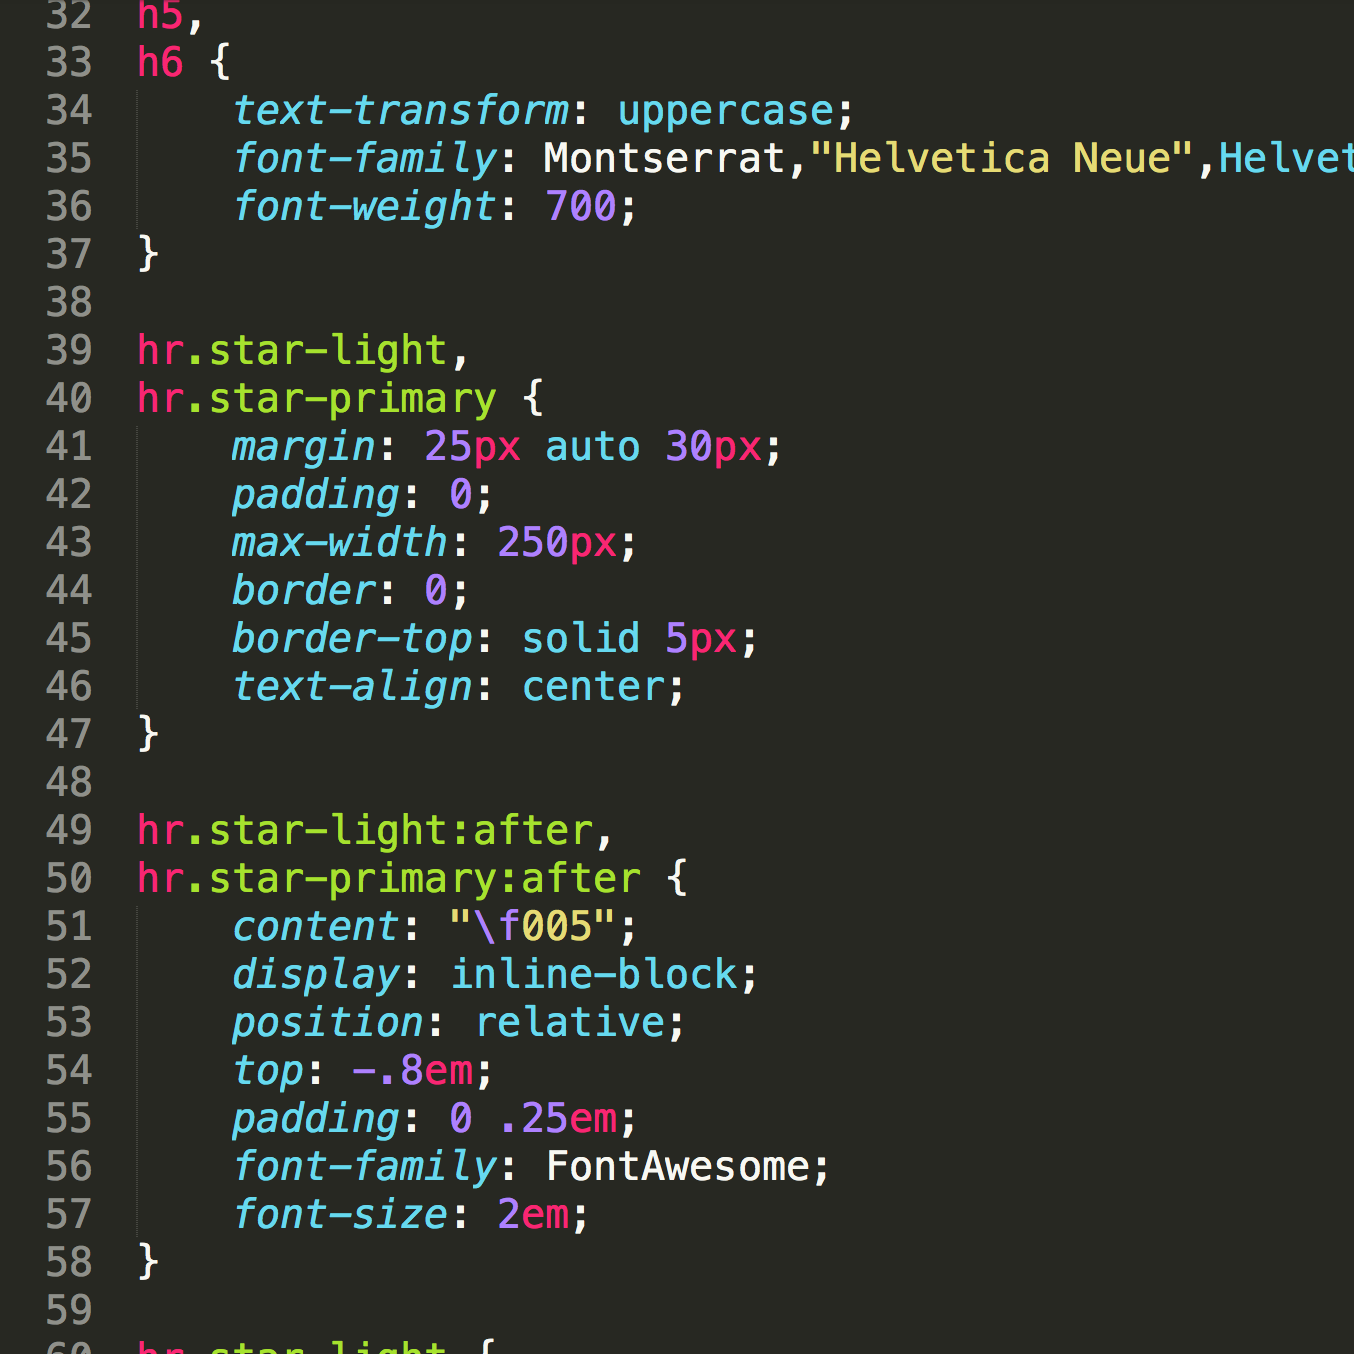 32 h5,
33 h6 {
34 text-transform: uppercase;
35 font-family: Montserrat,"Helvetica Neue",Helvet
36 font-weight: 700;
37 }
38
39 hr.star-light,
40 hr.star-primary {
41 margin: 25px auto 30px;
42 padding: 0;
43 max-width: 250px;
44 border: 0;
45 border-top: solid 5px;
46 text-align: center;
47 }
48
49 hr.star-light:after,
50 hr.star-primary:after {
51 content: "\f005";
52 display: inline-block;
53 position: relative;
54 top: -.8em;
55 padding: 0 .25em;
56 font-family: FontAwesome;
57 font-size: 2em;
58 }
59
60 hr.star-light {